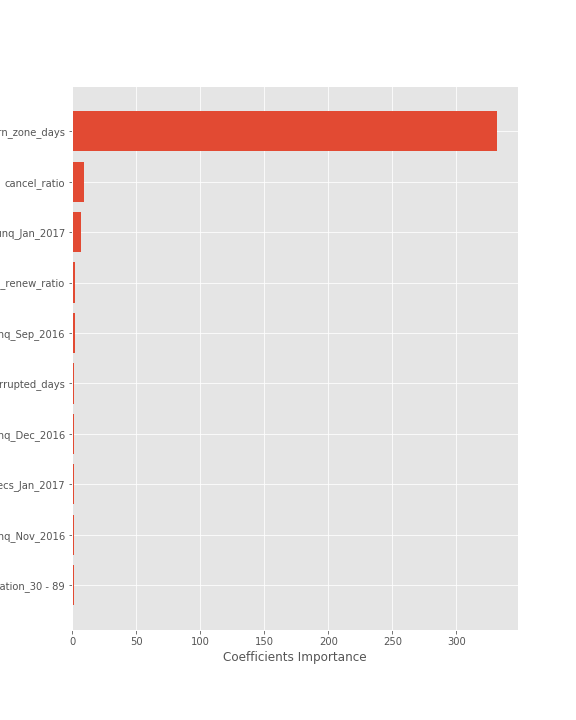 rn_zone_days
cancel_ratio
unq_Jan_2017
_renew_ratio
nq_Sep_2016
rrupted_days
nq_Dec_2016
ecs_Jan_2017
nq_Nov_2016
ation_30 - 89
0 50 100 150 200 250 300
Coefficients Importance